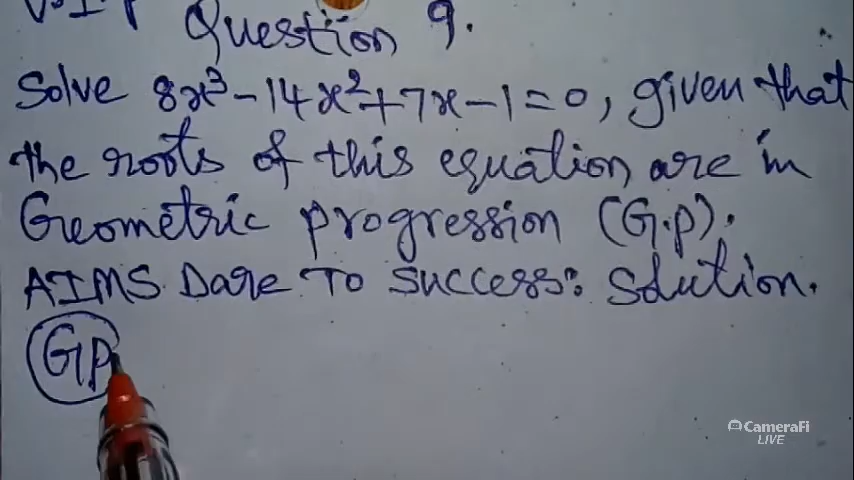 V.I.P
Question 9.
Solve 8x³-14x²+7x-1=0, given that
the roots of this equation are in
Geometric progression (G.p).
AIMS Dare To Success: Solution.
Gp
CameraFi
LIVE